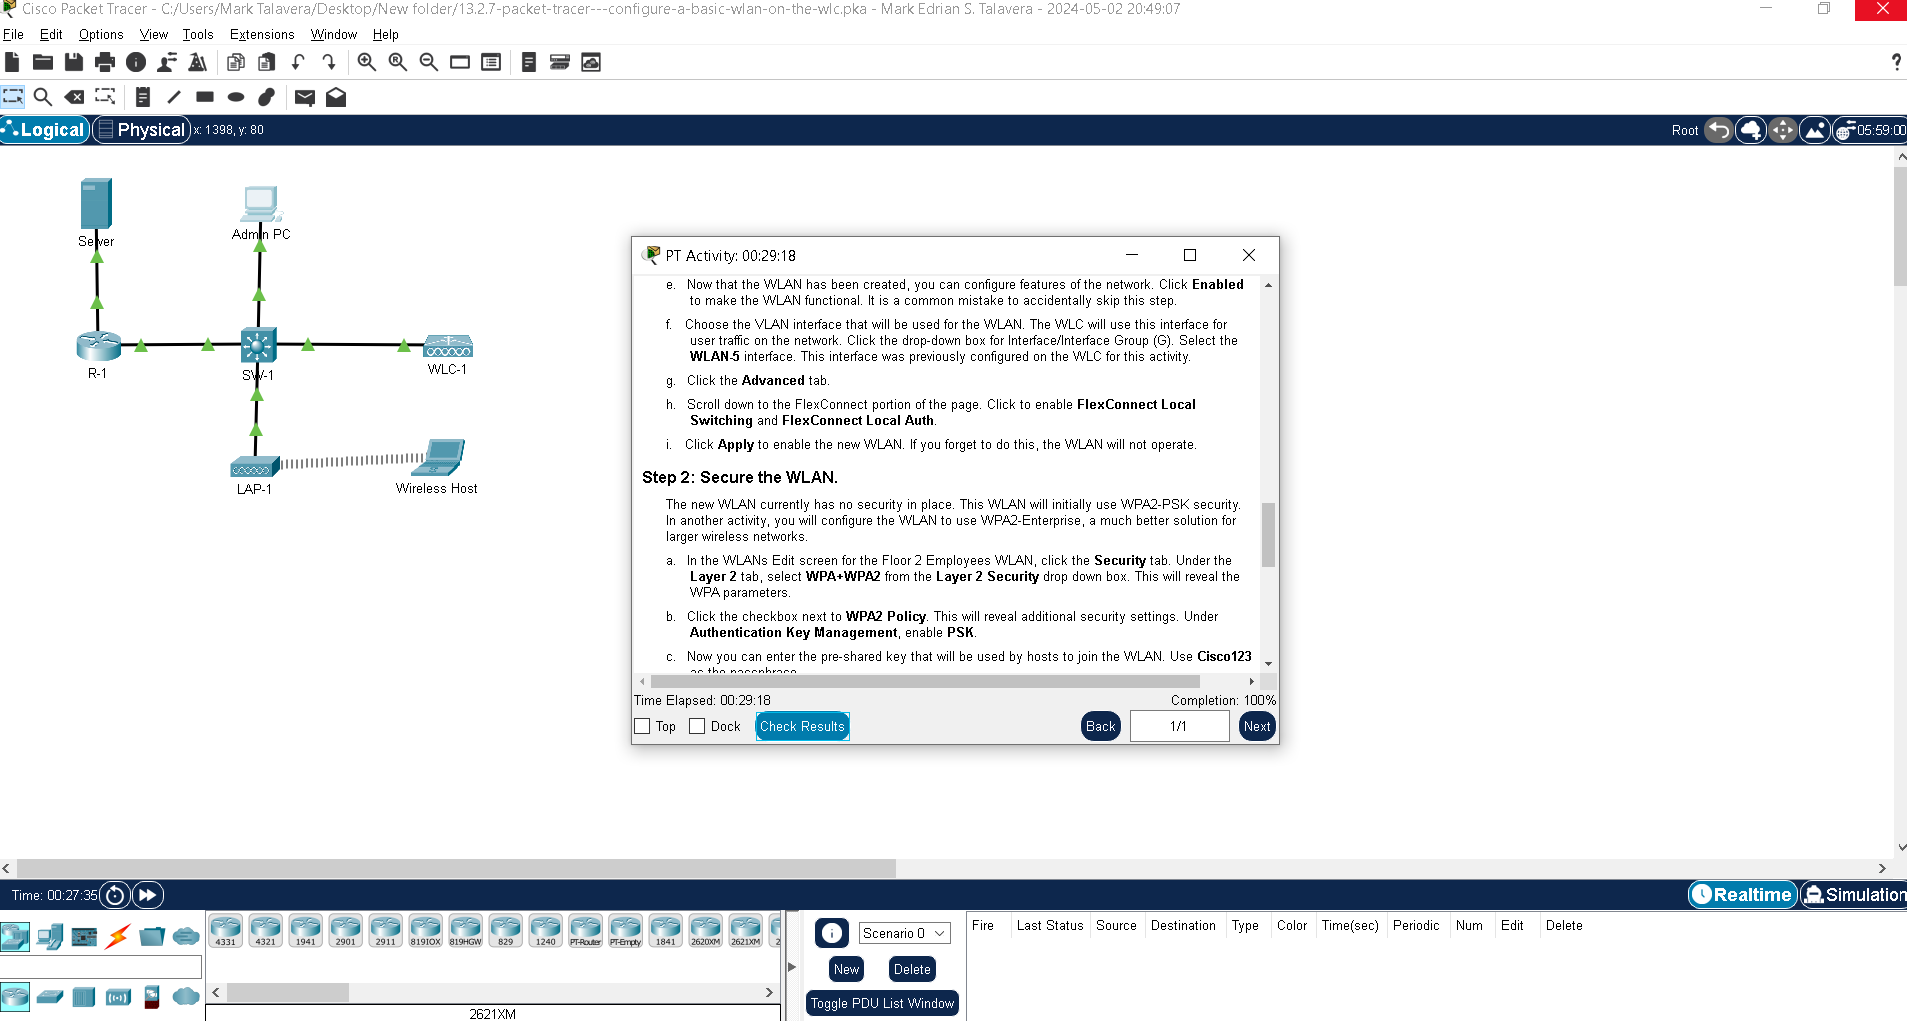 Cisco Packet Tracer - C:/Users/Mark Talavera/Desktop/New folder/13.2.7-packet-tracer---configure-a-basic-wlan-on-the-wlc.pka - Mark Edrian S. Talavera - 2024-05-02 20:49:07
File Edit Options View Tools Extensions Window Help
Logical Physical x: 1398, y: 80 Root 05:59:00
Server
Admin PC
R-1
SW-1
WLC-1
LAP-1
Wireless Host
PT Activity: 00:29:18
e. Now that the WLAN has been created, you can configure features of the network. Click Enabled
to make the WLAN functional. It is a common mistake to accidentally skip this step.
f. Choose the VLAN interface that will be used for the WLAN. The WLC will use this interface for
user traffic on the network. Click the drop-down box for Interface/Interface Group (G). Select the
WLAN-5 interface. This interface was previously configured on the WLC for this activity.
g. Click the Advanced tab.
h. Scroll down to the FlexConnect portion of the page. Click to enable FlexConnect Local
Switching and FlexConnect Local Auth.
i. Click Apply to enable the new WLAN. If you forget to do this, the WLAN will not operate.
Step 2: Secure the WLAN.
The new WLAN currently has no security in place. This WLAN will initially use WPA2-PSK security.
In another activity, you will configure the WLAN to use WPA2-Enterprise, a much better solution for
larger wireless networks.
a. In the WLANs Edit screen for the Floor 2 Employees WLAN, click the Security tab. Under the
Layer 2 tab, select WPA+WPA2 from the Layer 2 Security drop down box. This will reveal the
WPA parameters.
b. Click the checkbox next to WPA2 Policy. This will reveal additional security settings. Under
Authentication Key Management, enable PSK.
c. Now you can enter the pre-shared key that will be used by hosts to join the WLAN. Use Cisco123
as the passphrase.
Time Elapsed: 00:29:18 Completion: 100%
Top Dock Check Results Back 1/1 Next
Time: 00:27:35 Realtime Simulation
4331 4321 1941 2901 2911 819IOX 819HGW 829 1240 PT-Router PT-Empty 1841 2620XM 2621XM 2
2621XM
Scenario 0
New Delete
Toggle PDU List Window
Fire Last Status Source Destination Type Color Time(sec) Periodic Num Edit Delete